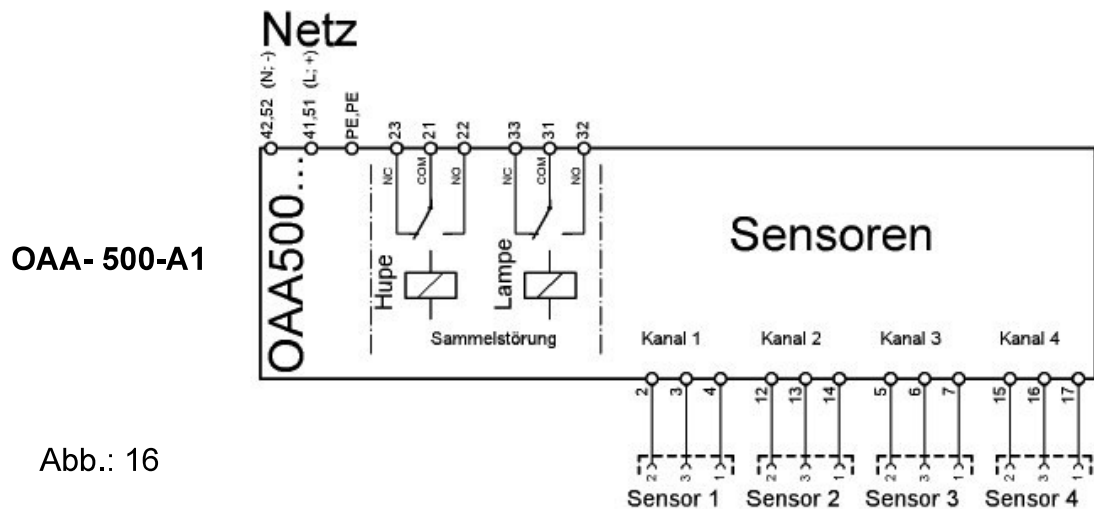 Netz
42,52 (N; -)
41,51 (L; +)
PE,PE
23
21
22
33
31
32
NC
COM
NO
NC
COM
NO
OAA500...
OAA- 500-A1
Hupe
Lampe
Sammelstörung
Sensoren
Kanal 1
Kanal 2
Kanal 3
Kanal 4
2
3
4
12
13
14
5
6
7
15
16
17
2
3
1
2
3
1
2
3
1
2
3
1
Sensor 1
Sensor 2
Sensor 3
Sensor 4
Abb.: 16